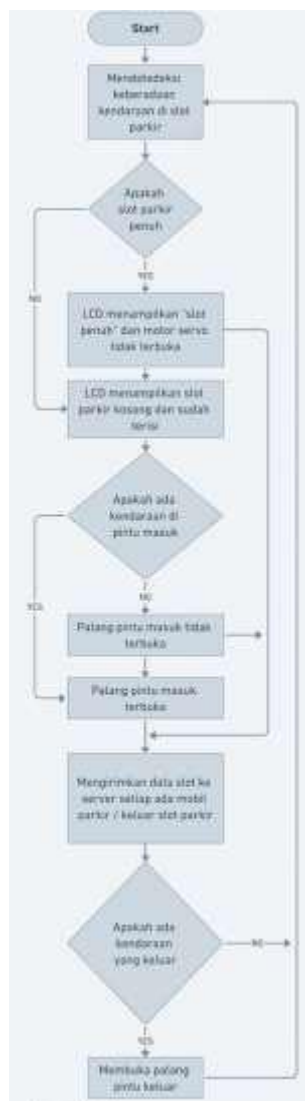 Start
Mendeteksi
keberadaan
kendaraan di slot
parkir
Apakah
slot parkir
penuh
YES
NO
LCD menampilkan "slot
penuh" dan motor servo
tidak terbuka
LCD menampilkan slot
parkir kosong dan sudah
terisi
Apakah ada
kendaraan di
pintu masuk
NO
YES
Palang pintu masuk tidak
terbuka
Palang pintu masuk
terbuka
Mengirimkan data slot ke
server setiap ada mobil
parkir / keluar slot parkir
Apakah ada
kendaraan
yang keluar
NO
YES
Membuka palang
pintu keluar